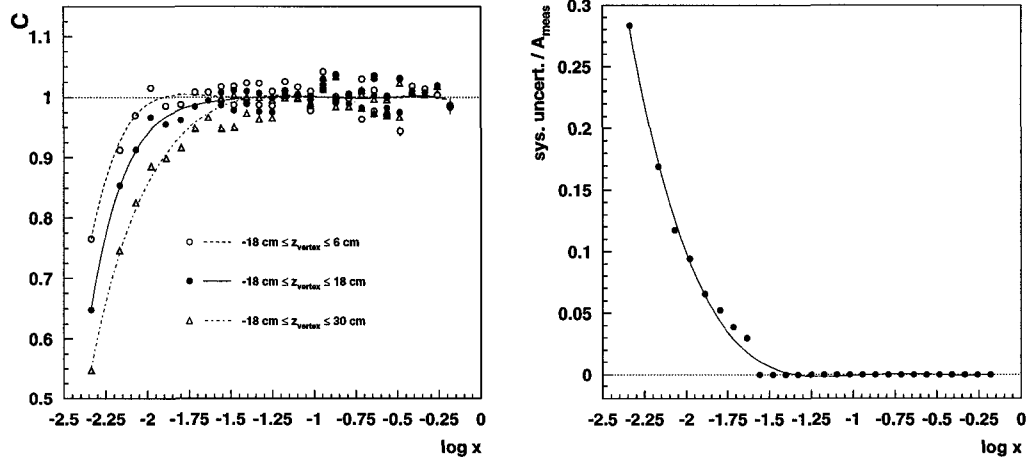 C
1.1
1
0.9
0.8
0.7
0.6
0.5
-18 cm ≤ z_vertex ≤ 6 cm
-18 cm ≤ z_vertex ≤ 18 cm
-18 cm ≤ z_vertex ≤ 30 cm
-2.5 -2.25 -2 -1.75 -1.5 -1.25 -1 -0.75 -0.5 -0.25 0
log x
sys. uncert. / A_meas
0.3
0.25
0.2
0.15
0.1
0.05
0
-2.5 -2.25 -2 -1.75 -1.5 -1.25 -1 -0.75 -0.5 -0.25 0
log x